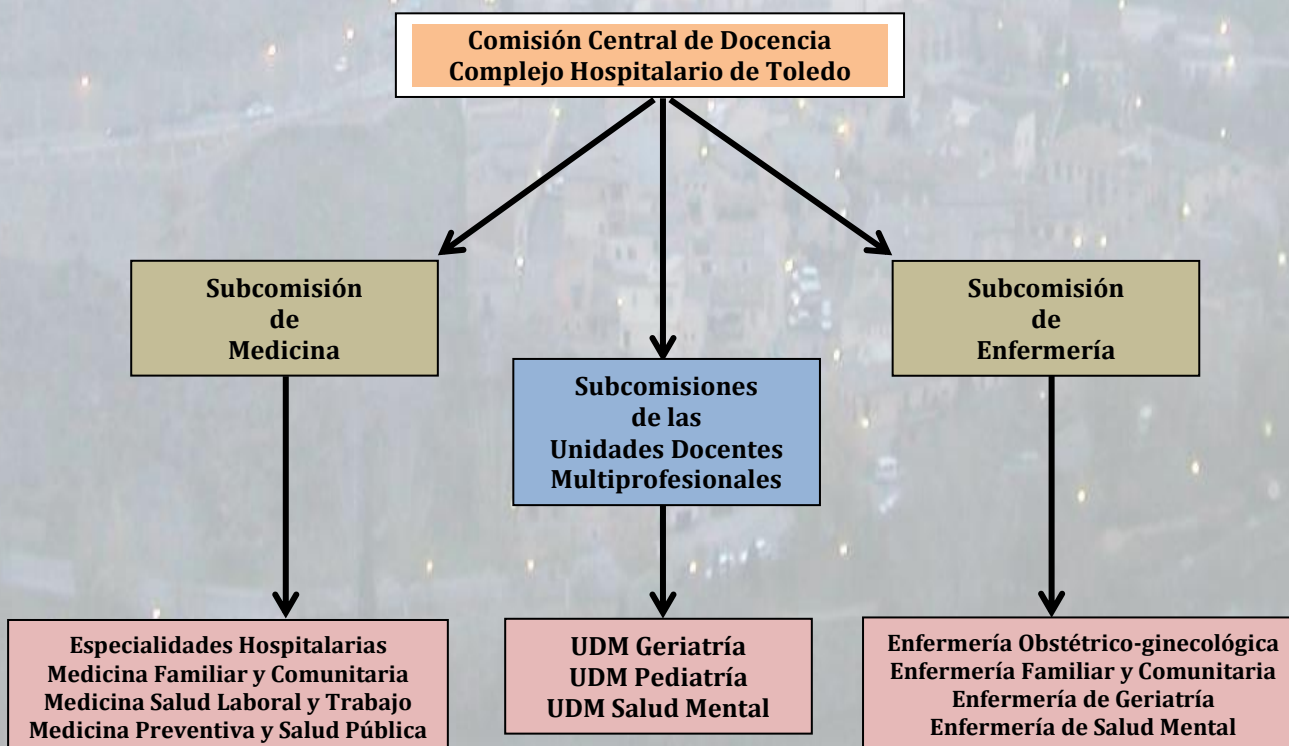 Comisión Central de Docencia
Complejo Hospitalario de Toledo
Subcomisión
de
Medicina
Subcomisiones
de las
Unidades Docentes
Multiprofesionales
Subcomisión
de
Enfermería
Especialidades Hospitalarias
Medicina Familiar y Comunitaria
Medicina Salud Laboral y Trabajo
Medicina Preventiva y Salud Pública
UDM Geriatría
UDM Pediatría
UDM Salud Mental
Enfermería Obstétrico-ginecológica
Enfermería Familiar y Comunitaria
Enfermería de Geriatría
Enfermería de Salud Mental